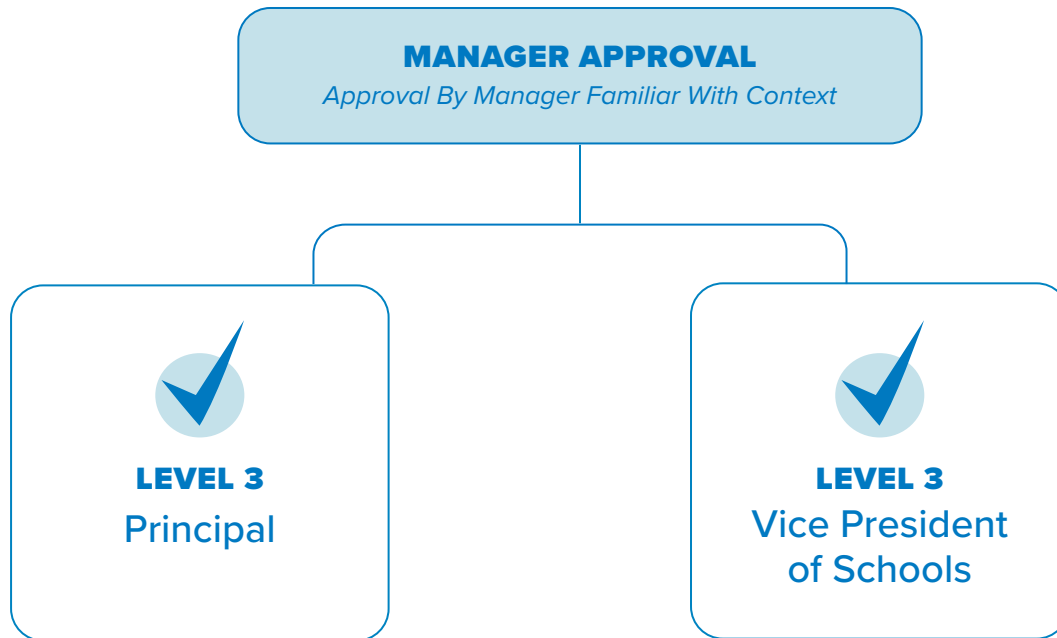 MANAGER APPROVAL
Approval By Manager Familiar With Context
LEVEL 3
Principal
LEVEL 3
Vice President
of Schools